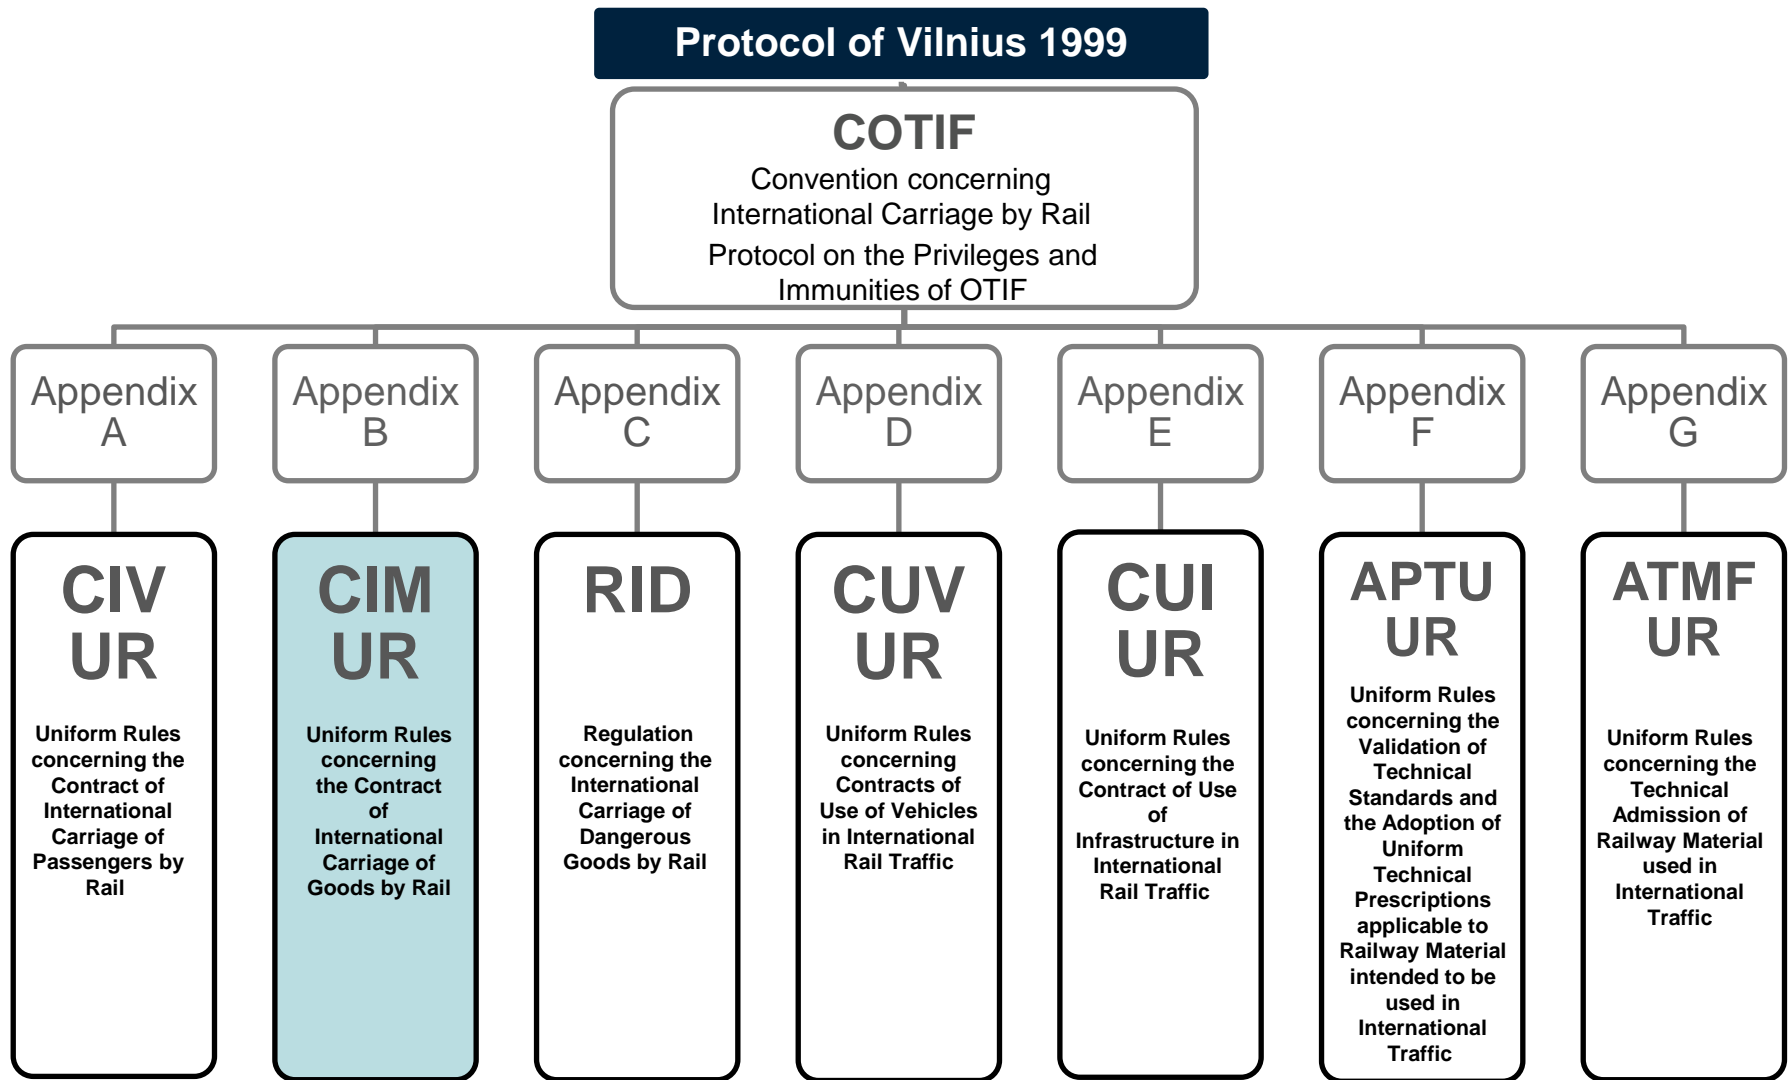 Protocol of Vilnius 1999
COTIF
Convention concerning
International Carriage by Rail
Protocol on the Privileges and
Immunities of OTIF
Appendix
A
Appendix
B
Appendix
C
Appendix
D
Appendix
E
Appendix
F
Appendix
G
CIV
UR
Uniform Rules
concerning the
Contract of
International
Carriage of
Passengers by
Rail
CIM
UR
Uniform Rules
concerning
the Contract
of
International
Carriage of
Goods by Rail
RID
Regulation
concerning the
International
Carriage of
Dangerous
Goods by Rail
CUV
UR
Uniform Rules
concerning
Contracts of
Use of Vehicles
in International
Rail Traffic
CUI
UR
Uniform Rules
concerning the
Contract of Use
of
Infrastructure in
International
Rail Traffic
APTU
UR
Uniform Rules
concerning the
Validation of
Technical
Standards and
the Adoption of
Uniform
Technical
Prescriptions
applicable to
Railway Material
intended to be
used in
International
Traffic
ATMF
UR
Uniform Rules
concerning the
Technical
Admission of
Railway Material
used in
International
Traffic